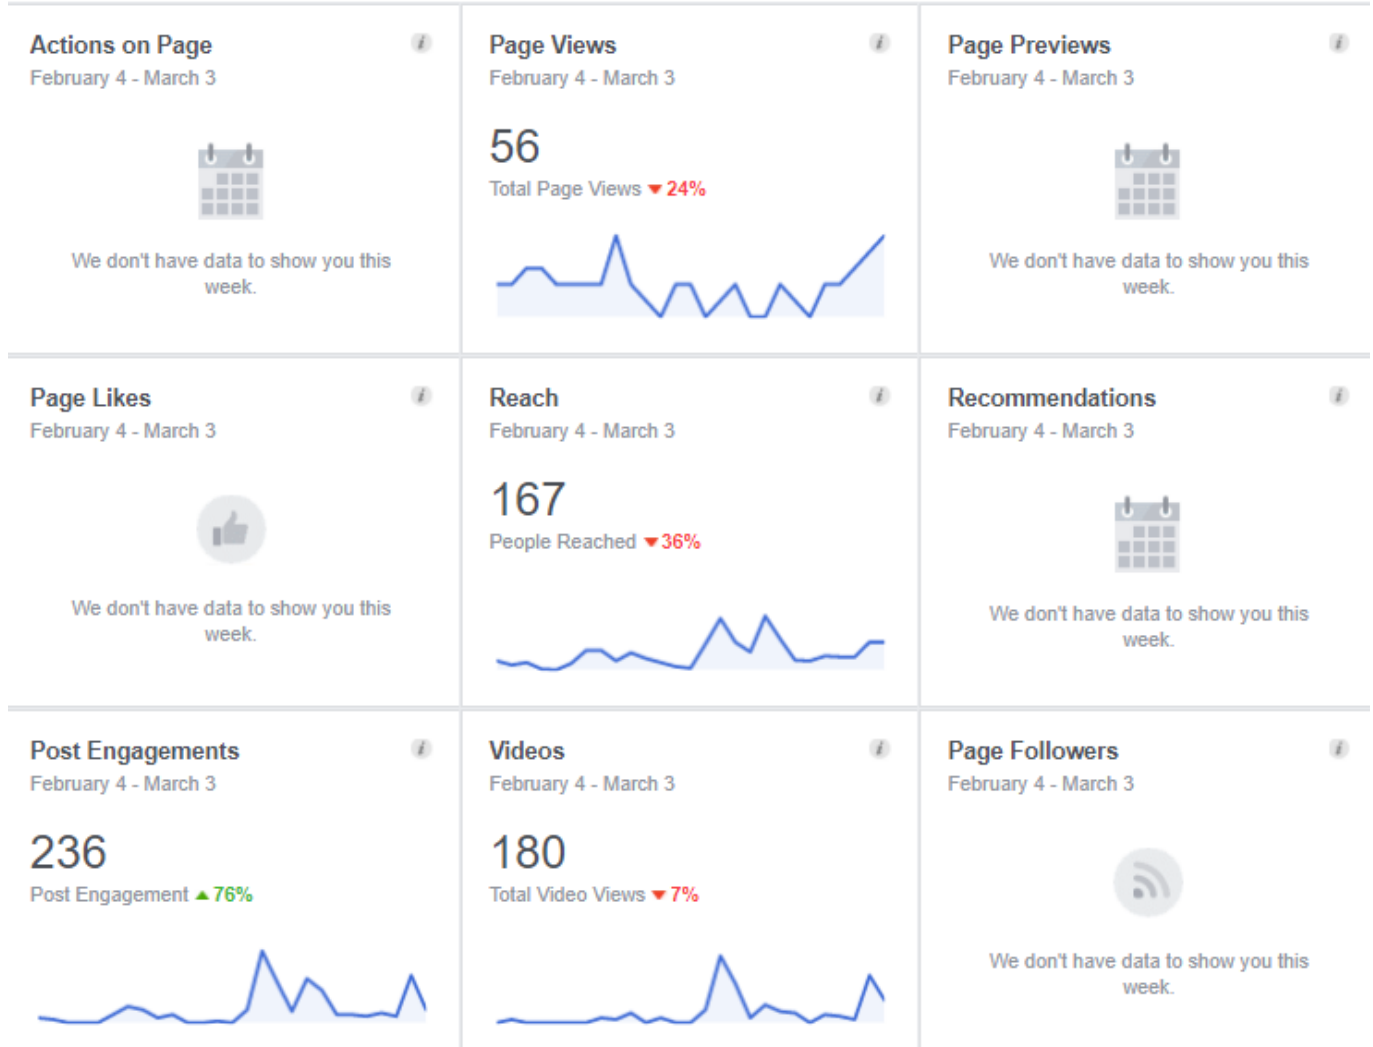 Actions on Page
February 4 - March 3
We don't have data to show you this
week.
Page Views
February 4 - March 3
56
Total Page Views ▼ 24%
Page Previews
February 4 - March 3
We don't have data to show you this
week.
Page Likes
February 4 - March 3
We don't have data to show you this
week.
Reach
February 4 - March 3
167
People Reached ▼ 36%
Recommendations
February 4 - March 3
We don't have data to show you this
week.
Post Engagements
February 4 - March 3
236
Post Engagement ▲ 76%
Videos
February 4 - March 3
180
Total Video Views ▼ 7%
Page Followers
February 4 - March 3
We don't have data to show you this
week.